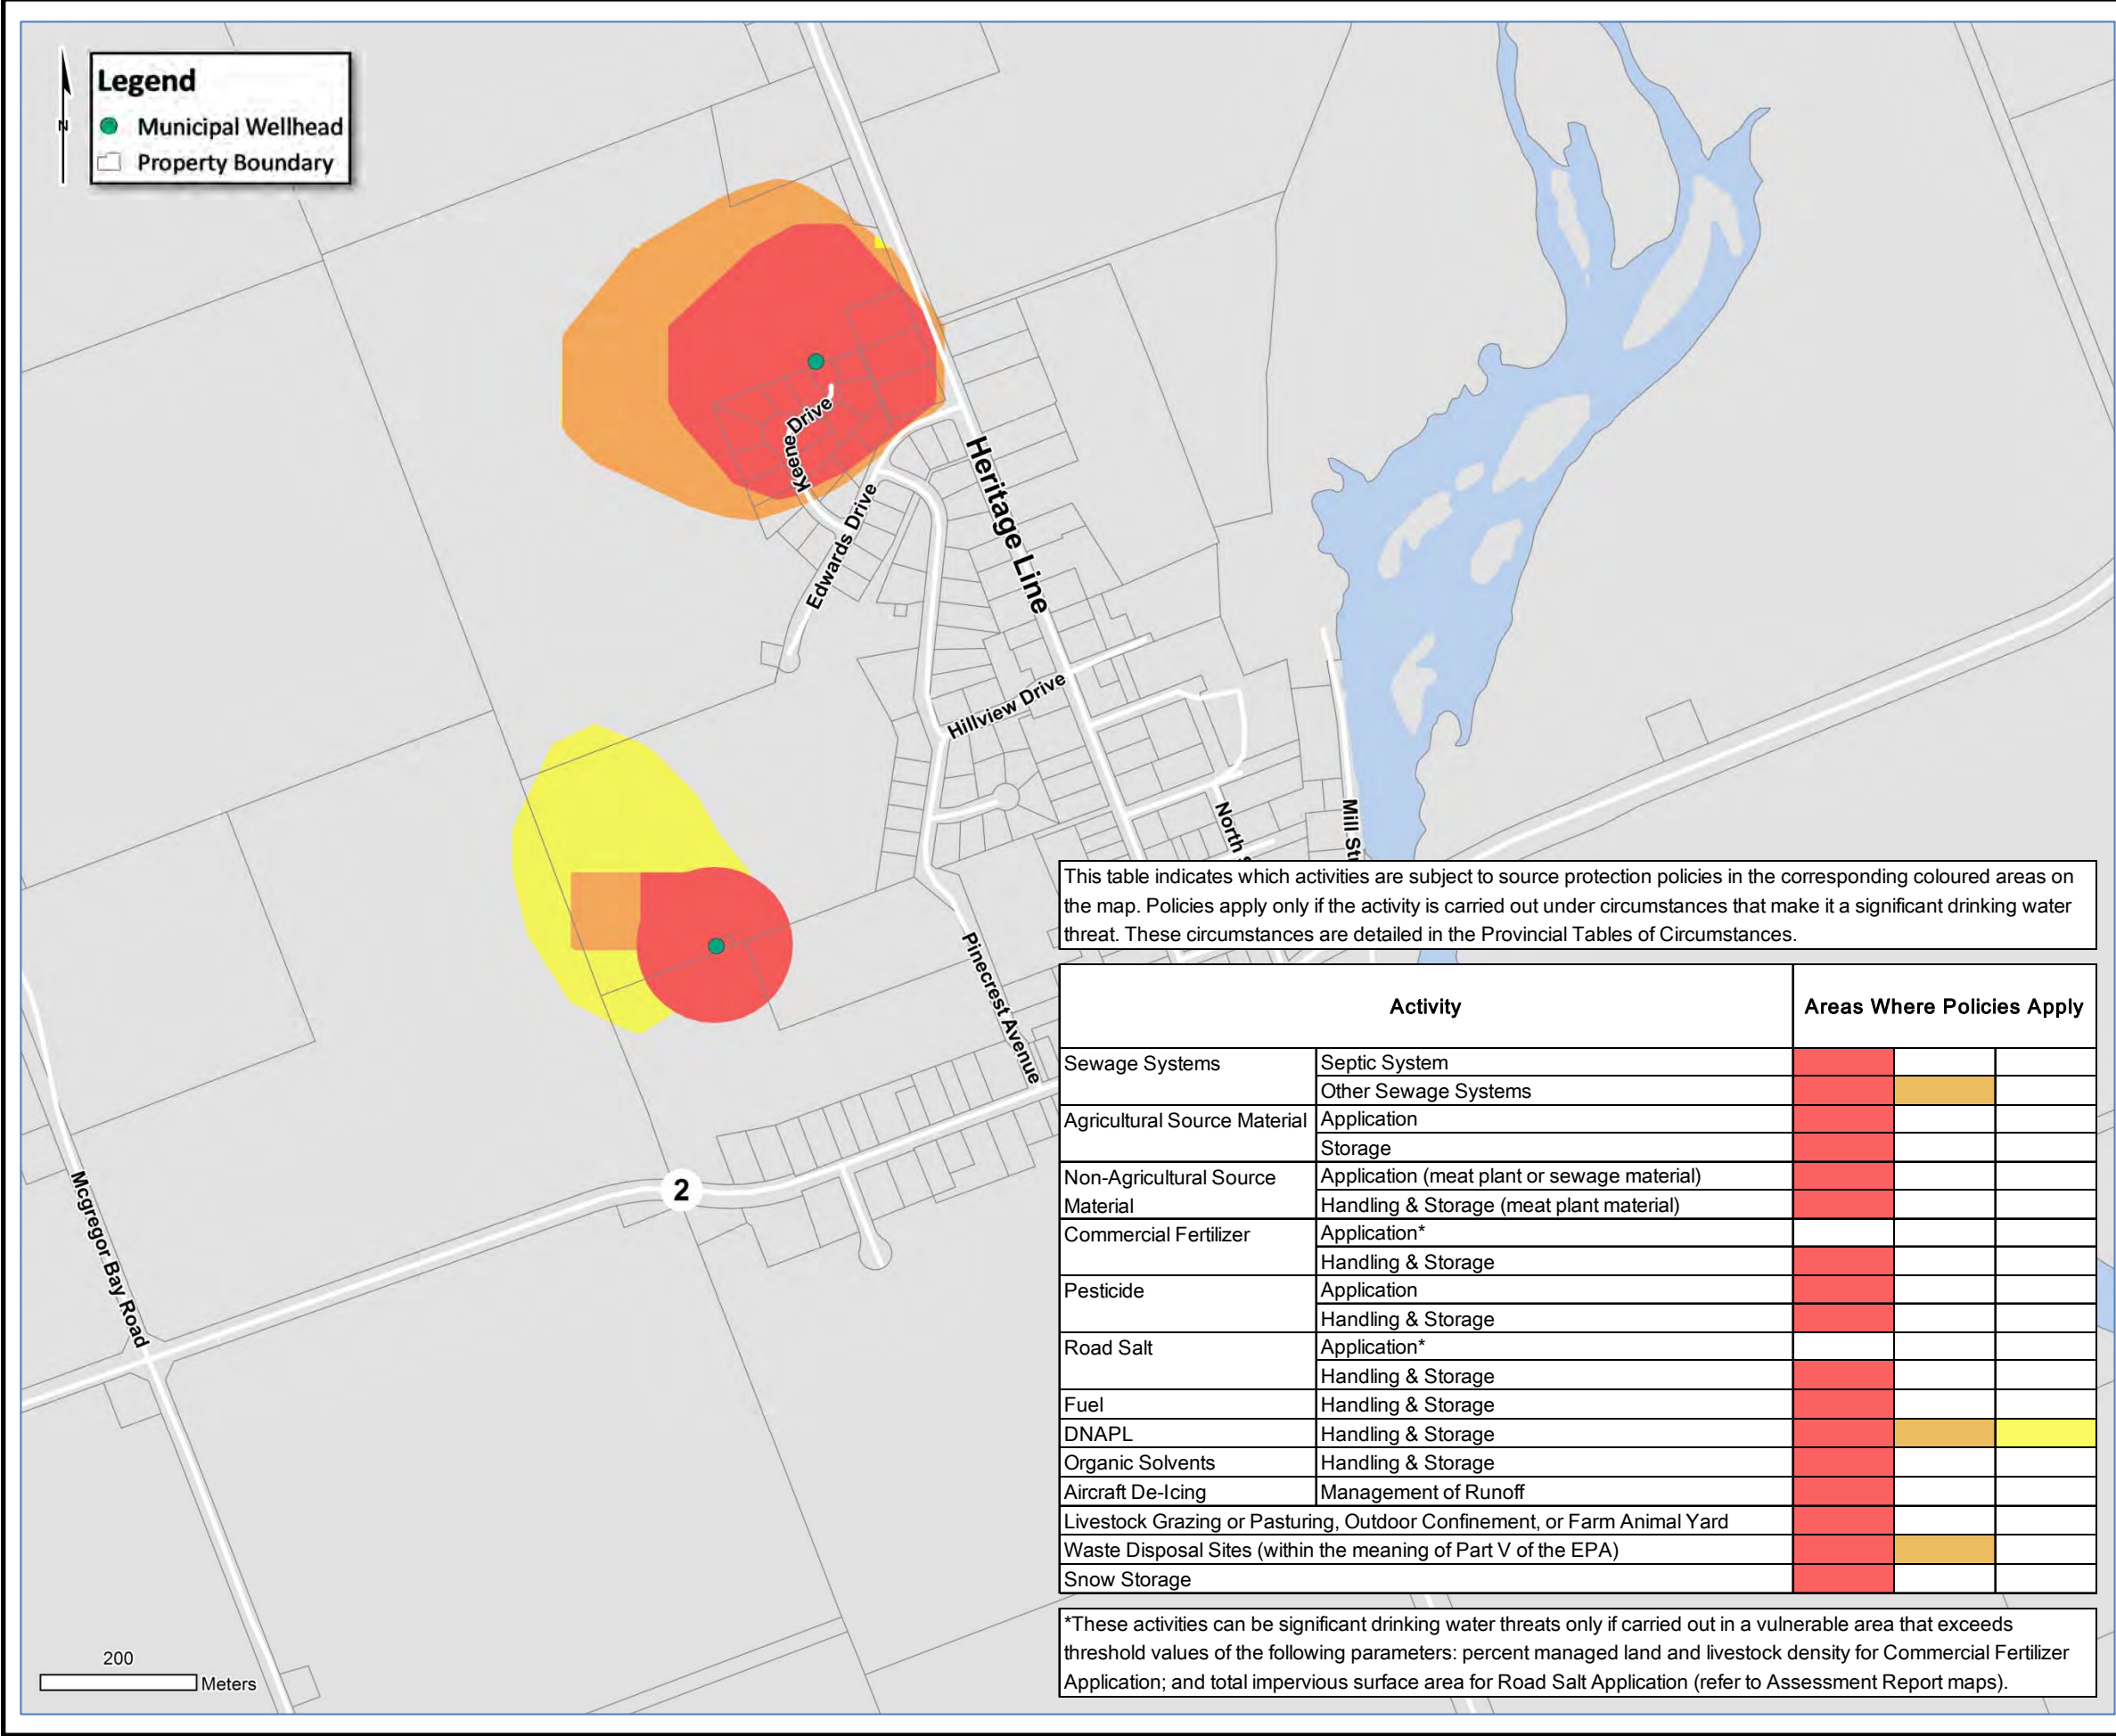 Legend
N
Municipal Wellhead
Property Boundary
Keene Drive
Edwards Drive
Heritage Line
Hillview Drive
North S
Mill Str
Pinecrest Avenue
Mcgregor Bay Road
2
200
Meters
This table indicates which activities are subject to source protection policies in the corresponding coloured areas on
the map. Policies apply only if the activity is carried out under circumstances that make it a significant drinking water
threat. These circumstances are detailed in the Provincial Tables of Circumstances.
Activity Areas Where Policies Apply
Sewage Systems Septic System
Other Sewage Systems
Agricultural Source Material Application
Storage
Non-Agricultural Source Application (meat plant or sewage material)
Material Handling & Storage (meat plant material)
Commercial Fertilizer Application*
Handling & Storage
Pesticide Application
Handling & Storage
Road Salt Application*
Handling & Storage
Fuel Handling & Storage
DNAPL Handling & Storage
Organic Solvents Handling & Storage
Aircraft De-Icing Management of Runoff
Livestock Grazing or Pasturing, Outdoor Confinement, or Farm Animal Yard
Waste Disposal Sites (within the meaning of Part V of the EPA)
Snow Storage
*These activities can be significant drinking water threats only if carried out in a vulnerable area that exceeds
threshold values of the following parameters: percent managed land and livestock density for Commercial Fertilizer
Application; and total impervious surface area for Road Salt Application (refer to Assessment Report maps).